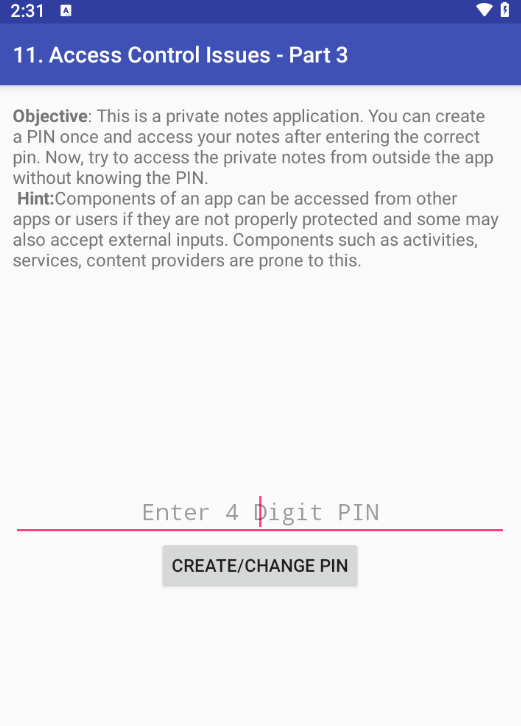 2:31 A
11. Access Control Issues - Part 3
Objective: This is a private notes application. You can create
a PIN once and access your notes after entering the correct
pin. Now, try to access the private notes from outside the app
without knowing the PIN.
Hint:Components of an app can be accessed from other
apps or users if they are not properly protected and some may
also accept external inputs. Components such as activities,
services, content providers are prone to this.
Enter 4 Digit PIN
CREATE/CHANGE PIN